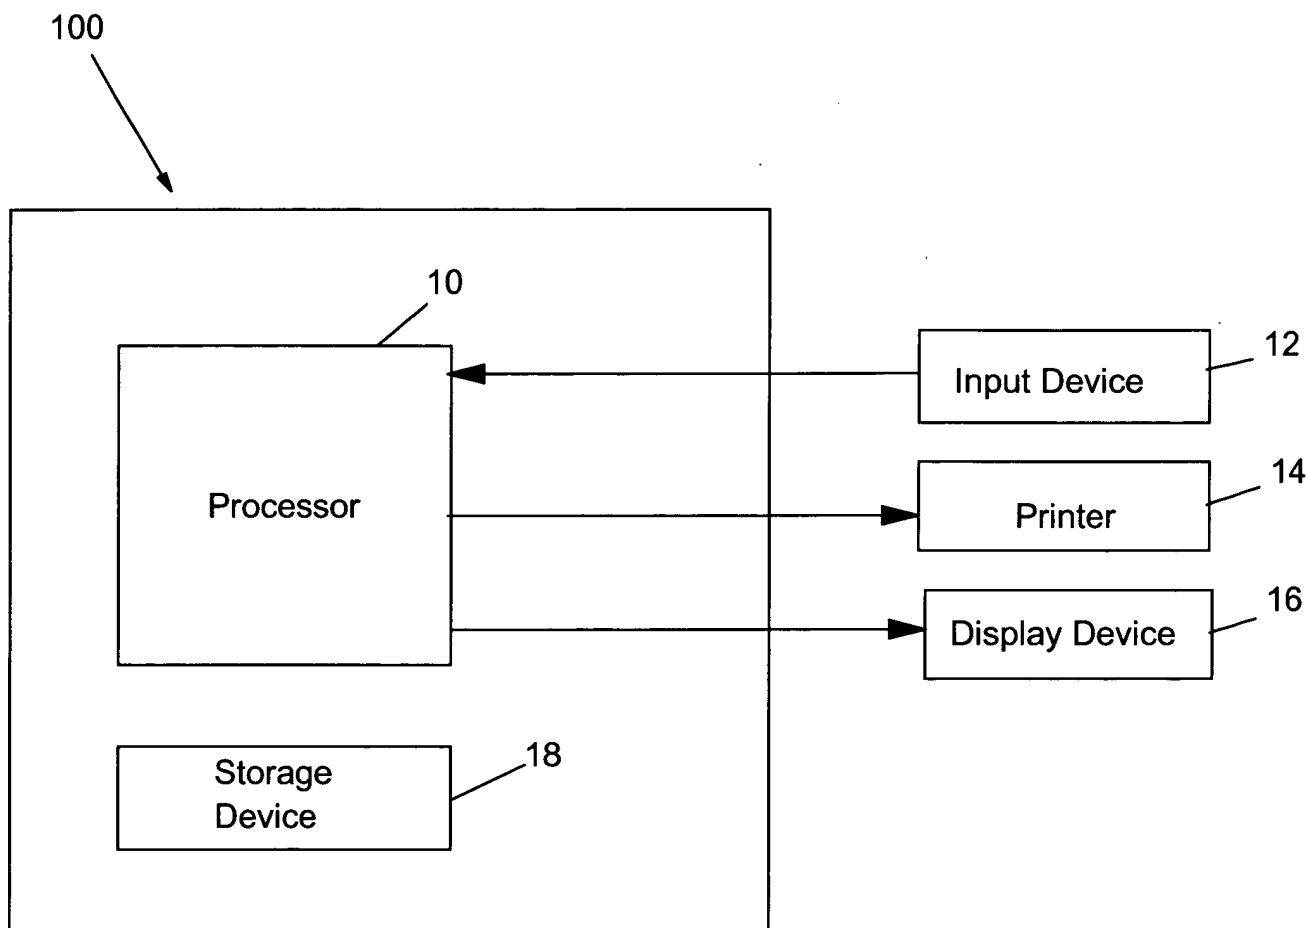 100
10
12
Input Device
14
Processor
Printer
16
Display Device
18
Storage
Device